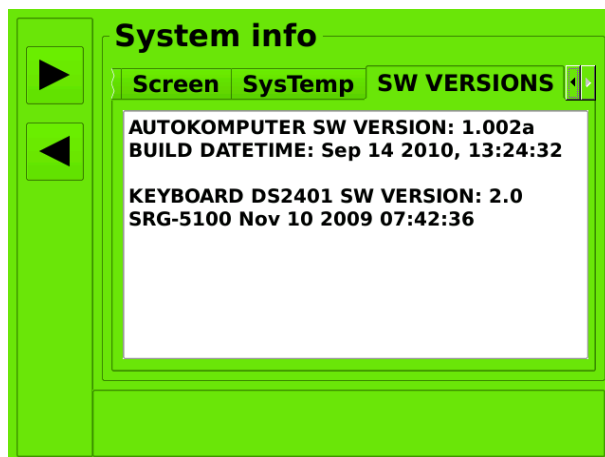 System info
Screen SysTemp SW VERSIONS
AUTOKOMPUTER SW VERSION: 1.002a
BUILD DATETIME: Sep 14 2010, 13:24:32
KEYBOARD DS2401 SW VERSION: 2.0
SRG-5100 Nov 10 2009 07:42:36